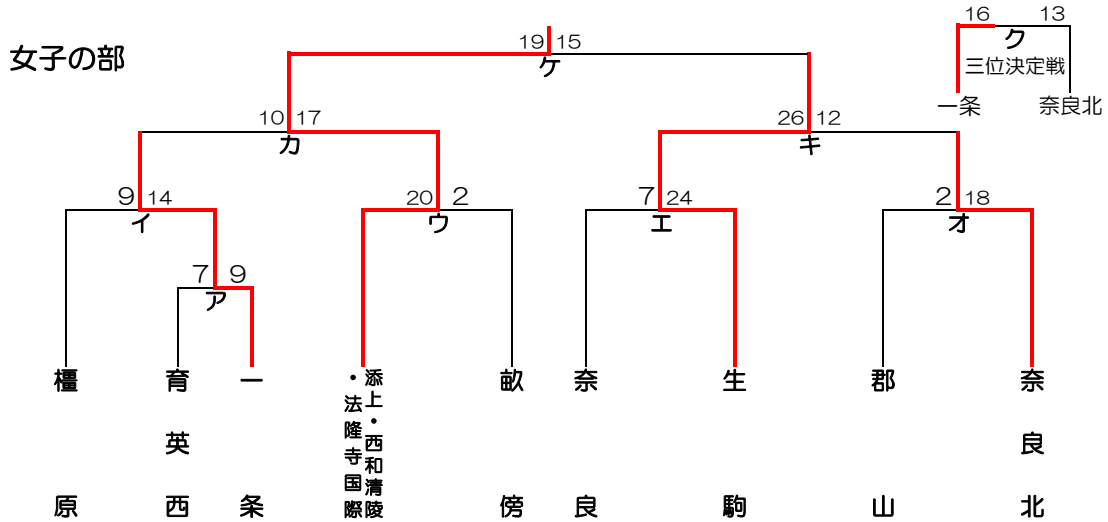 女子の部
16 13
ク
三位決定戦
一条 奈良北
19 15
ケ
10 17
カ
26 12
キ
9 14
イ
20 2
ウ
7 24
エ
2 18
オ
7 9
ア
橿原
育英西
一条
添上・西和清陵
・法隆寺国際
畝傍
奈良
生駒
郡山
奈良北